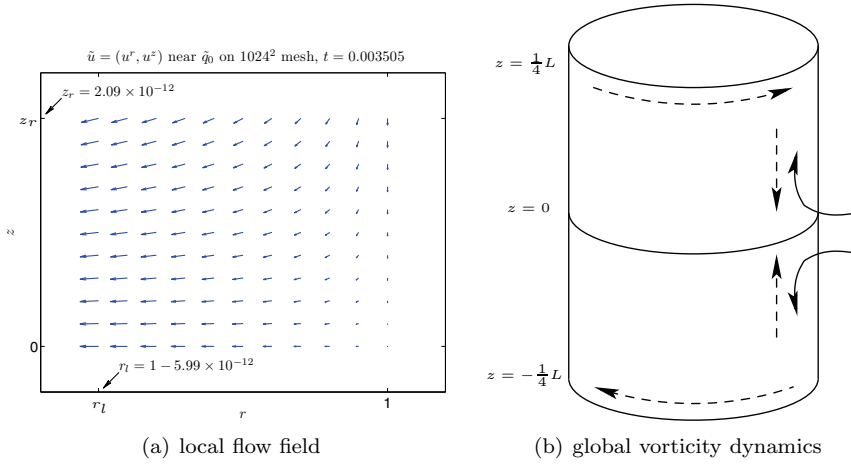 ũ = (u^r, u^z) near q̃_0 on 1024^2 mesh, t = 0.003505
z_r = 2.09 × 10^{-12}
z_r
z
0
r_l = 1 − 5.99 × 10^{-12}
r_l
r
1
(a) local flow field
z = 1/4 L
z = 0
z = −1/4 L
(b) global vorticity dynamics